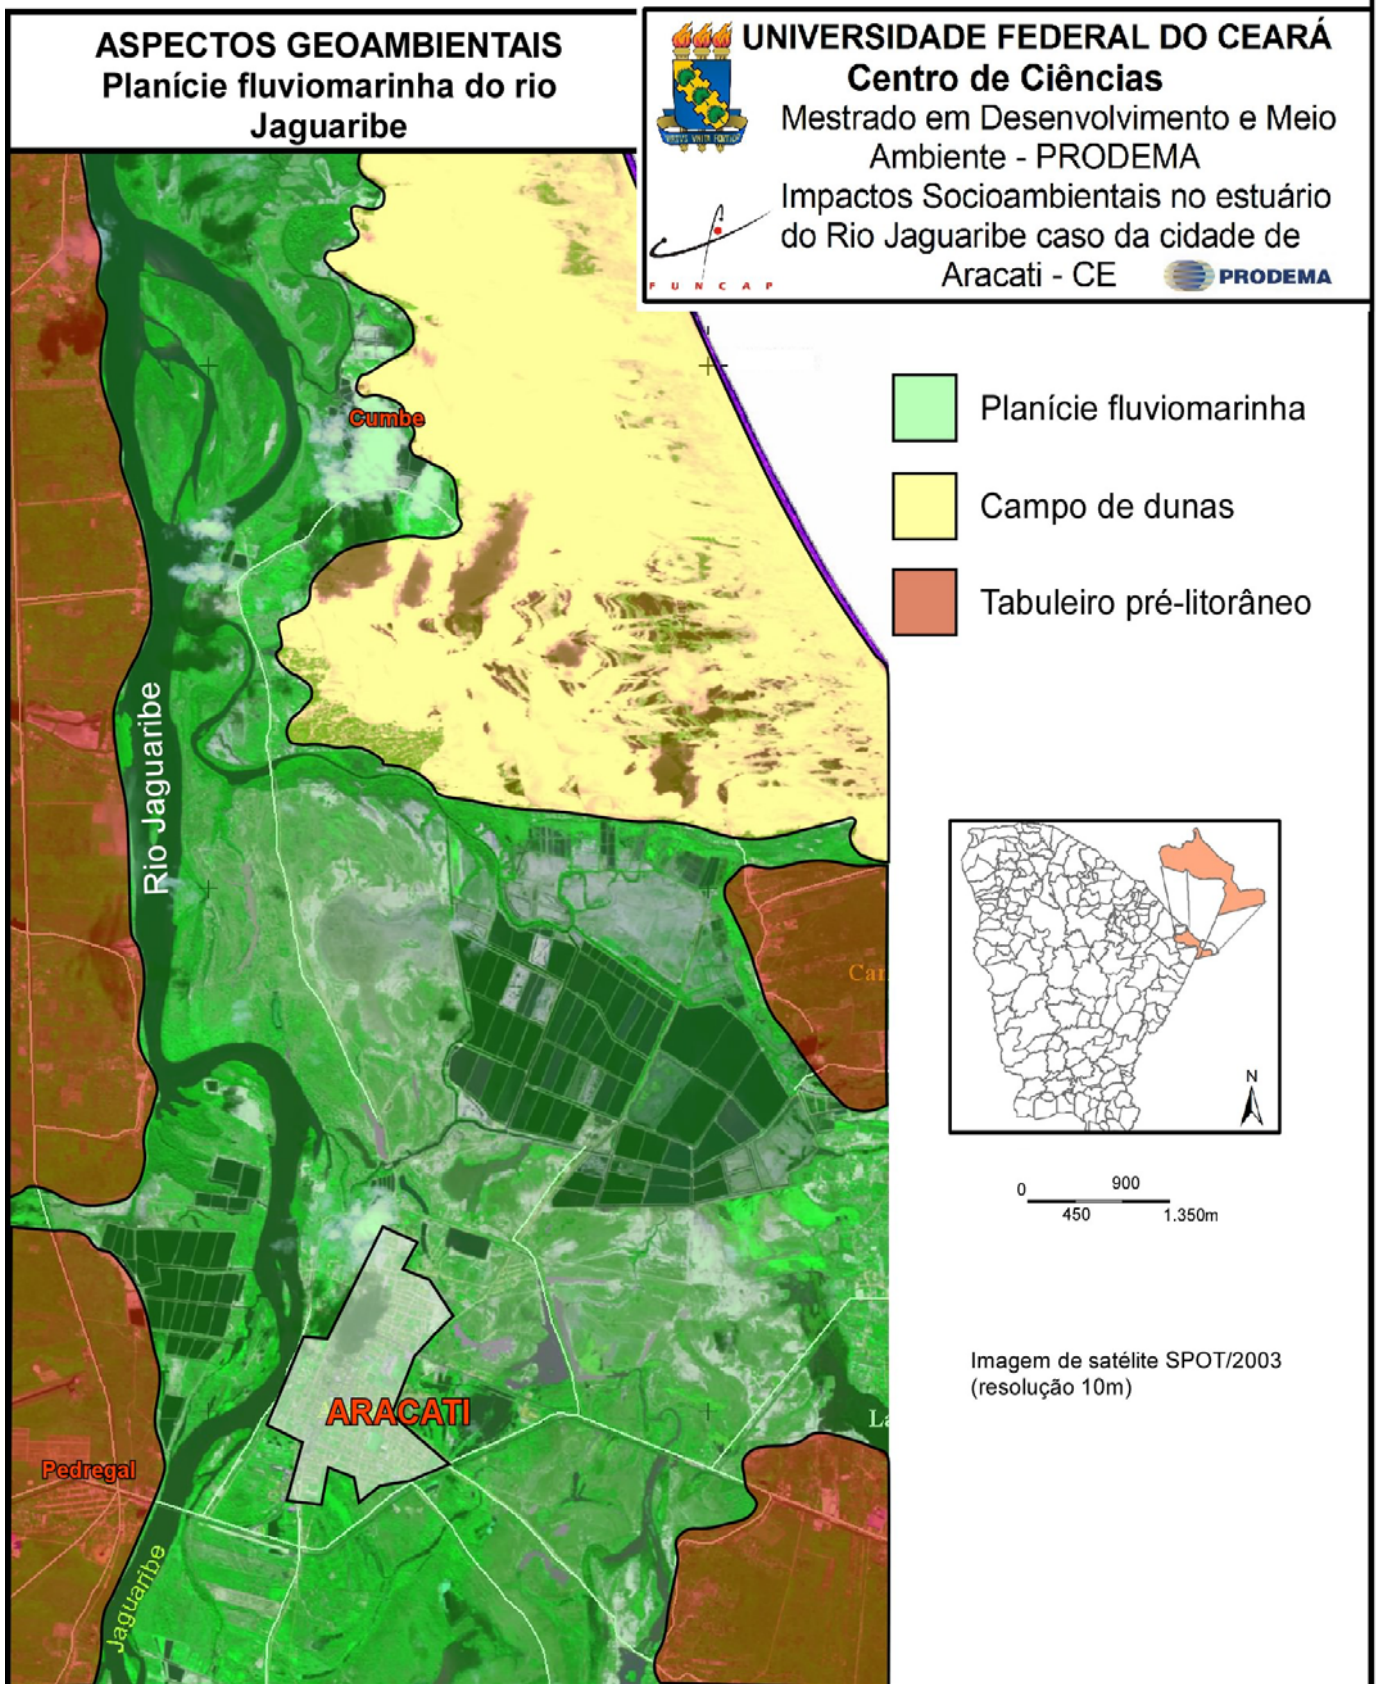 ASPECTOS GEOAMBIENTAIS
Planície fluviomarinha do rio
Jaguaribe
UNIVERSIDADE FEDERAL DO CEARÁ
Centro de Ciências
Mestrado em Desenvolvimento e Meio
Ambiente - PRODEMA
Impactos Socioambientais no estuário
do Rio Jaguaribe caso da cidade de
Aracati - CE
PRODEMA
FUNCAP
Planície fluviomarinha
Campo de dunas
Tabuleiro pré-litorâneo
Cumbe
Rio Jaguaribe
Car
ARACATI
La
Pedregal
Jaguaribe
N
0
900
450
1.350m
Imagem de satélite SPOT/2003
(resolução 10m)